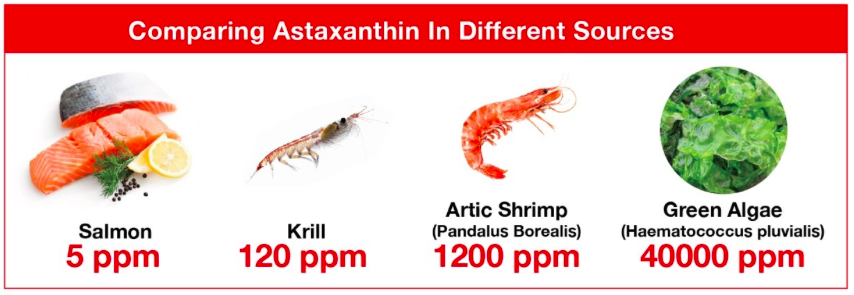 Comparing Astaxanthin In Different Sources
Salmon
5 ppm
Krill
120 ppm
Artic Shrimp
(Pandalus Borealis)
1200 ppm
Green Algae
(Haematococcus pluvialis)
40000 ppm